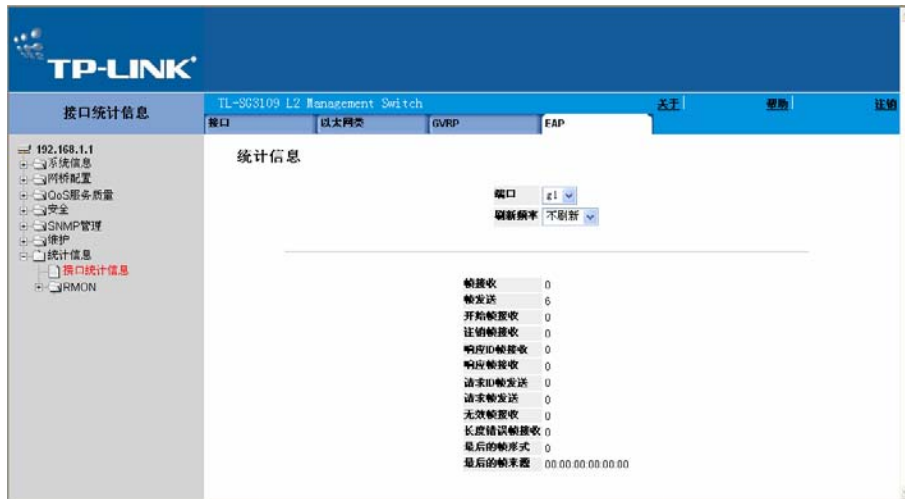 TP-LINK
接口统计信息
TL-SG3109 L2 Management Switch
关于
帮助
注销
接口
以太网类
GVRP
EAP
192.168.1.1
系统信息
网桥配置
QoS服务质量
安全
SNMP管理
维护
统计信息
接口统计信息
RMON
统计信息
端口 g1
刷新频率 不刷新
帧接收 0
帧发送 6
开始帧接收 0
注销帧接收 0
响应ID帧接收 0
响应帧接收 0
请求ID帧发送 0
请求帧发送 0
无效帧接收 0
长度错误帧接收 0
最后的帧形式 0
最后的帧来源 00:00:00:00:00:00